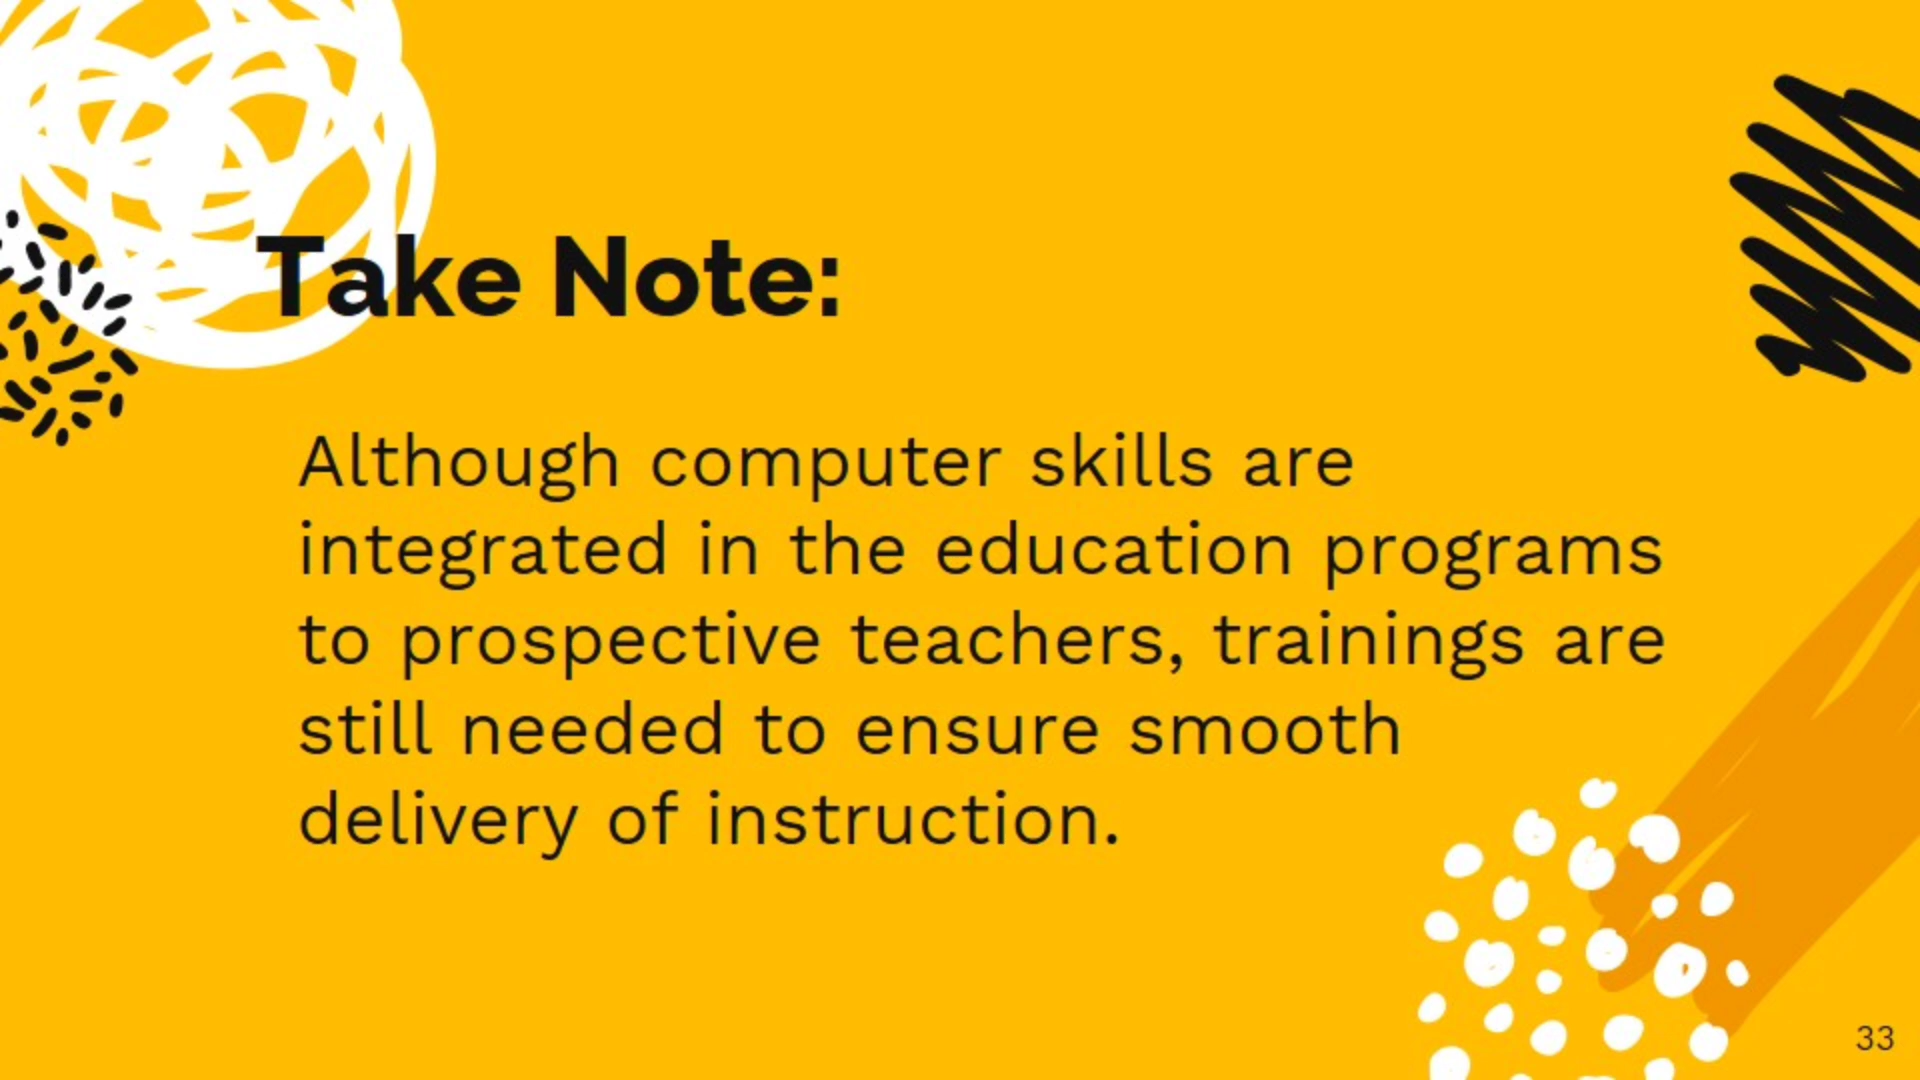 Take Note:
Although computer skills are
integrated in the education programs
to prospective teachers, trainings are
still needed to ensure smooth
delivery of instruction.
33